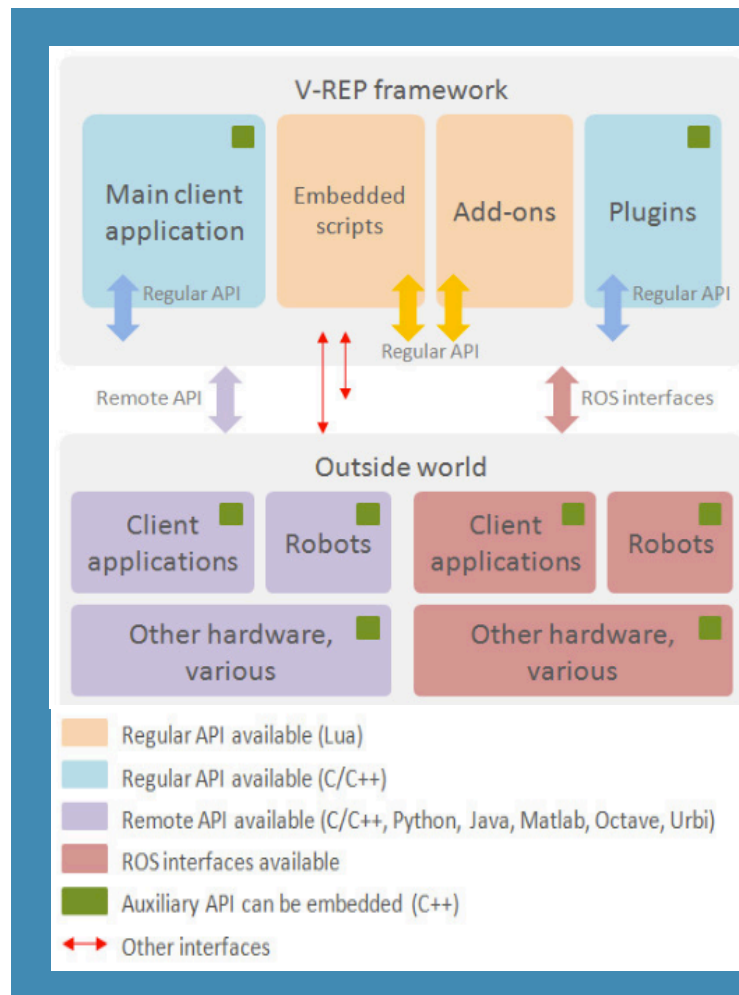 V-REP framework
Main client
application
Embedded
scripts
Add-ons
Plugins
Regular API
Regular API
Regular API
Remote API
ROS interfaces
Outside world
Client
applications
Robots
Client
applications
Robots
Other hardware,
various
Other hardware,
various
Regular API available (Lua)
Regular API available (C/C++)
Remote API available (C/C++, Python, Java, Matlab, Octave, Urbi)
ROS interfaces available
Auxiliary API can be embedded (C++)
Other interfaces